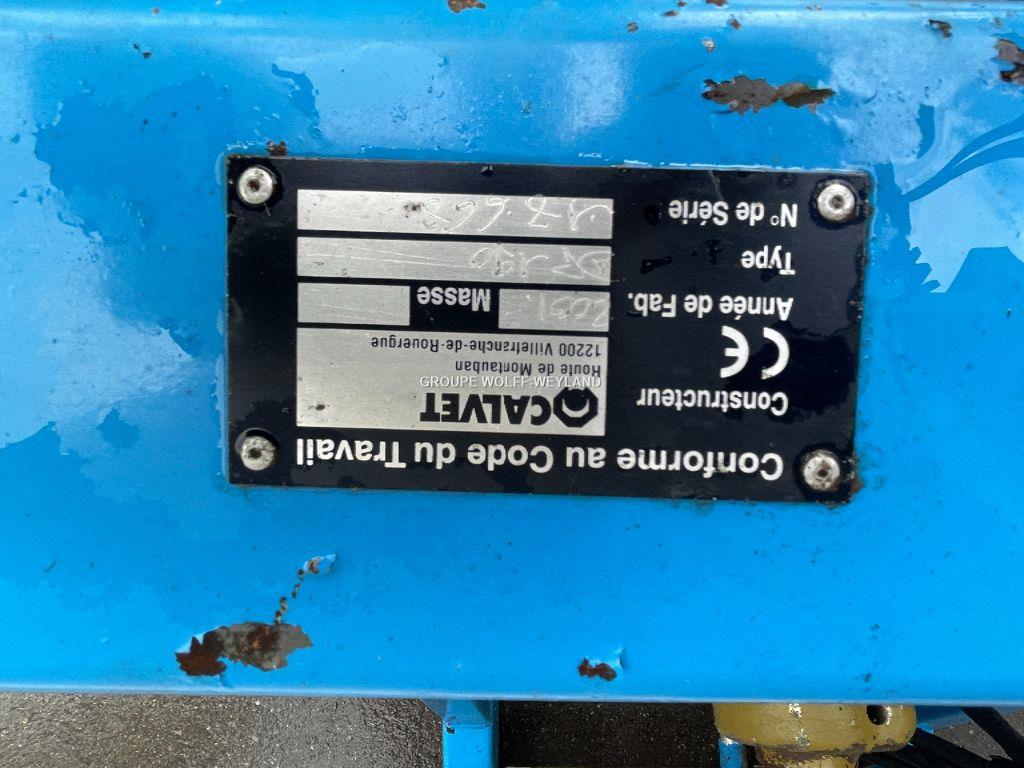 Conforme au Code du Travail
Constructeur CALVET
Route de Montauban
12200 Villefranche-de-Rouergue
CE
Année de Fab. 2001 Masse
Type
N° de Série
GROUPE WOLFF-WEYLAND